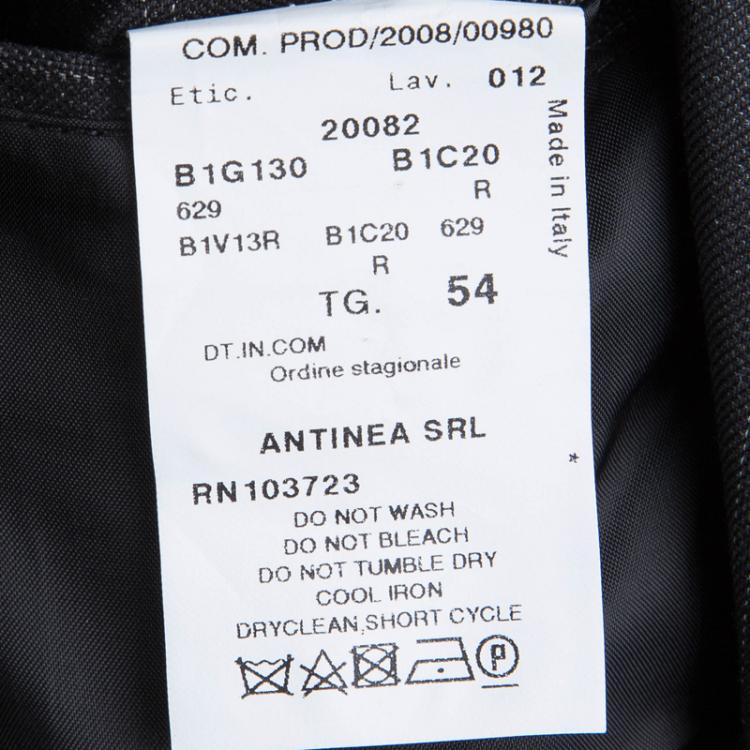 COM. PROD/2008/00980
Etic. Lav. 012
20082
B1G130 B1C20
629 R
B1V13R B1C20 629
R
TG. 54
DT.IN.COM
Ordine stagionale
ANTINEA SRL
*
RN103723
DO NOT WASH
DO NOT BLEACH
DO NOT TUMBLE DRY
COOL IRON
DRYCLEAN,SHORT CYCLE
P
Made in Italy